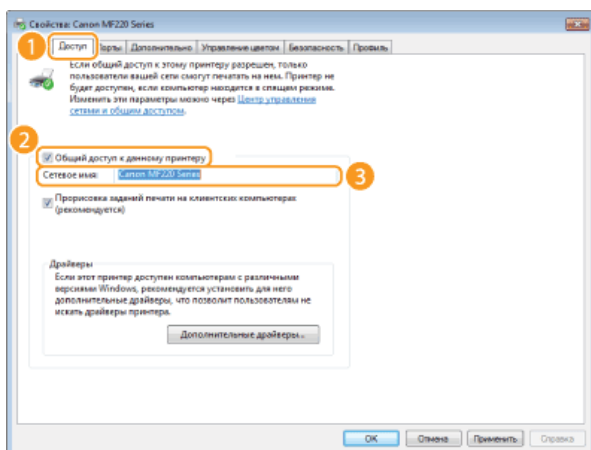 Свойства: Canon MF220 Series
1
Доступ Порты Дополнительно Управление цветом Безопасность Профиль
Если общий доступ к этому принтеру разрешен, только
пользователи вашей сети смогут печатать на нем. Принтер не
будет доступен, если компьютер находится в спящем режиме.
Изменить эти параметры можно через Центр управления
сетями и общим доступом.
2
Общий доступ к данному принтеру
Сетевое имя: Canon MF220 Series
3
Прорисовка заданий печати на клиентских компьютерах
(рекомендуется)
Драйверы
Если этот принтер доступен компьютерам с различными
версиями Windows, рекомендуется установить для него
дополнительные драйверы, что позволит пользователям не
искать драйверы принтера.
Дополнительные драйверы...
OK Отмена Применить Справка